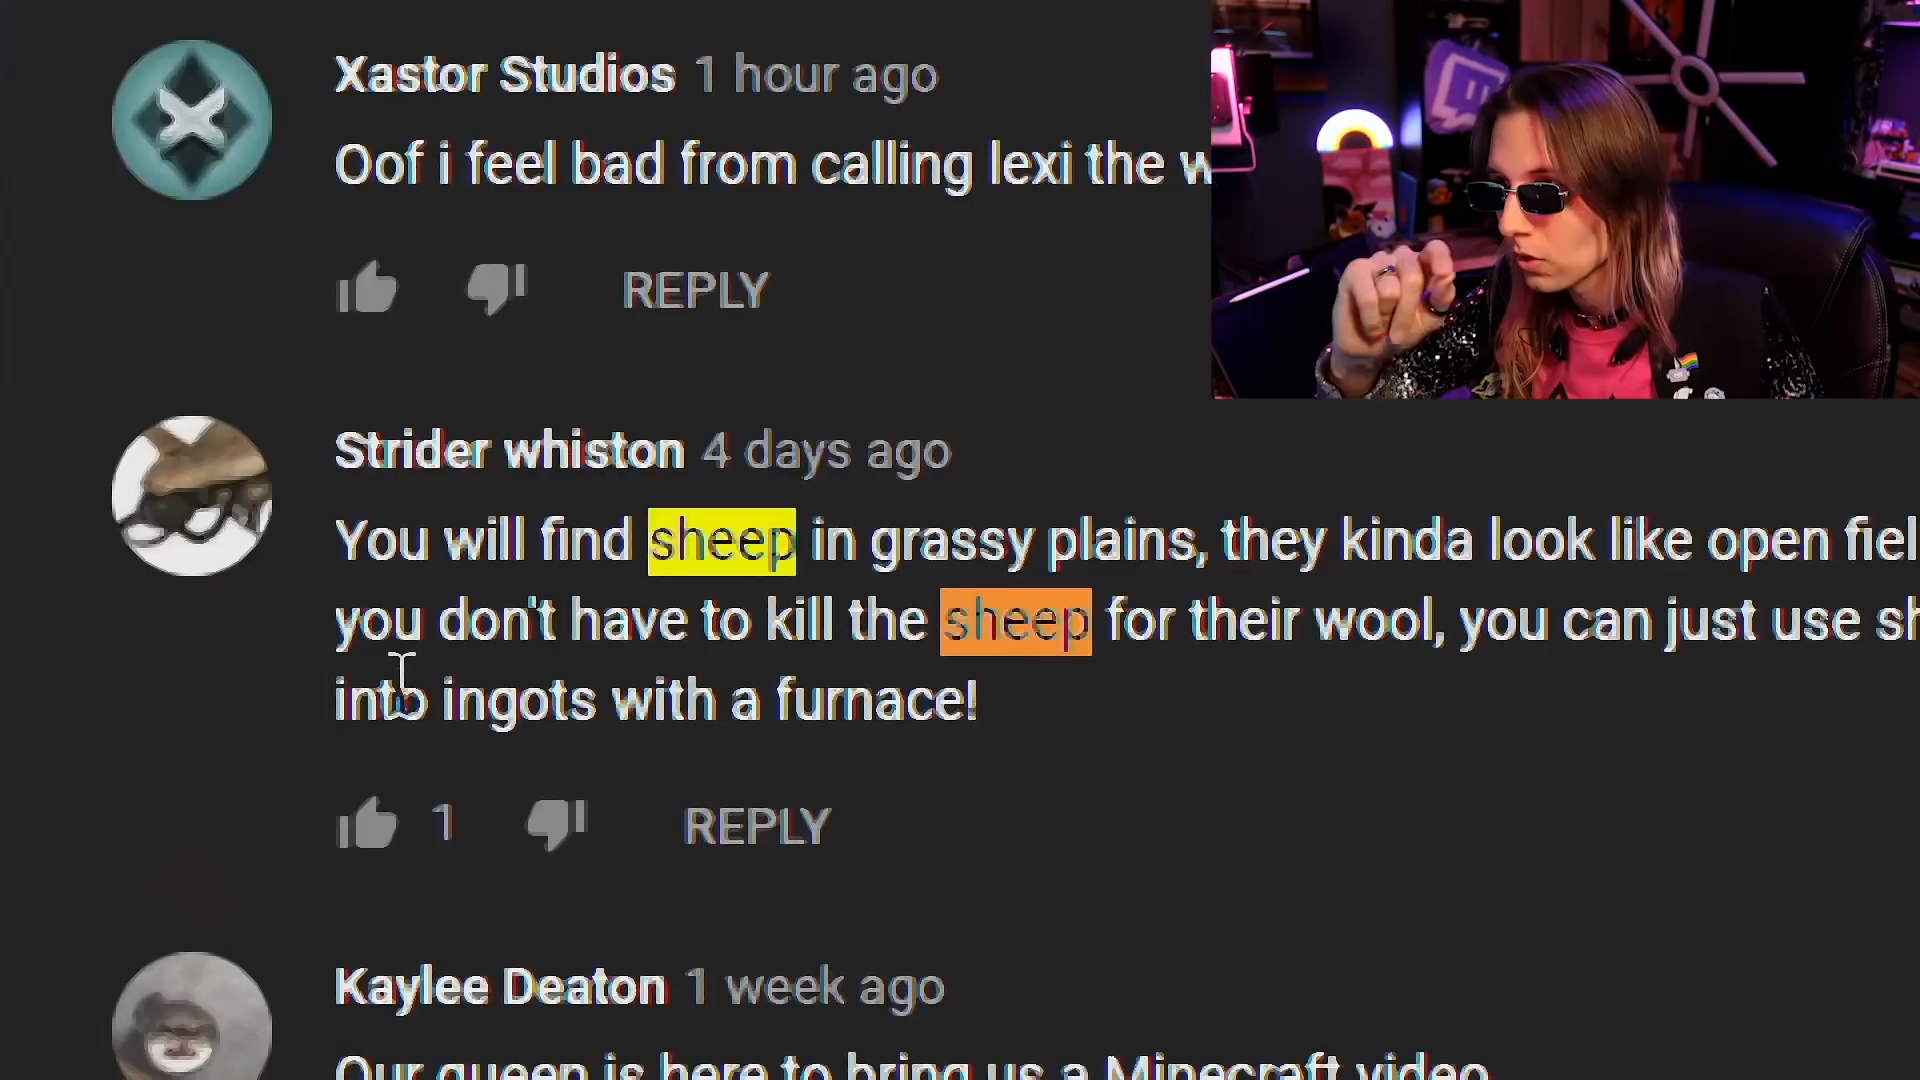 Xastor Studios 1 hour ago
Oof i feel bad from calling lexi the
REPLY
Strider whiston 4 days ago
You will find sheep in grassy plains, they kinda look like open
you don't have to kill the sheep for their wool, you can just use
into ingots with a furnace!
1
REPLY
Kaylee Deaton 1 week ago
Our queen is here to bring us a Minecraft video